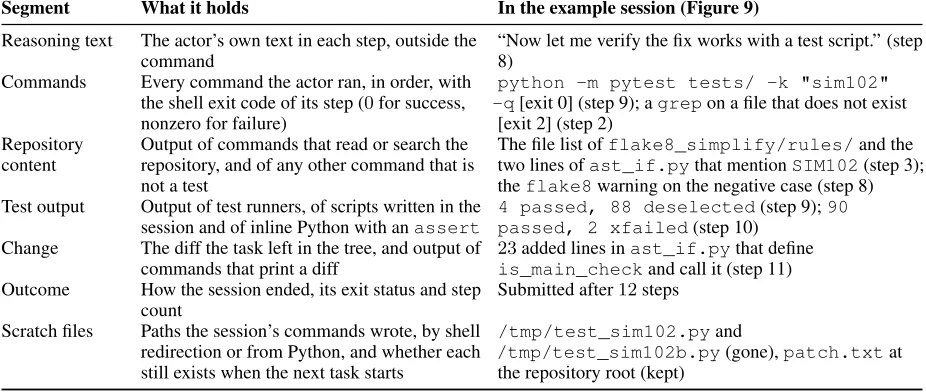 Segment What it holds In the example session (Figure 9)
Reasoning text The actor's own text in each step, outside the “Now let me verify the fix works with a test script.” (step
command 8)
Commands Every command the actor ran, in order, with python -m pytest tests/ -k "sim102"
the shell exit code of its step (0 for success, -q [exit 0] (step 9); a grep on a file that does not exist
nonzero for failure) [exit 2] (step 2)
Repository Output of commands that read or search the The file list of flake8_simplify/rules/ and the
content repository, and of any other command that is two lines of ast_if.py that mention SIM102 (step 3);
not a test the flake8 warning on the negative case (step 8)
Test output Output of test runners, of scripts written in the 4 passed, 88 deselected (step 9); 90
session and of inline Python with an assert passed, 2 xfailed (step 10)
Change The diff the task left in the tree, and output of 23 added lines in ast_if.py that define
commands that print a diff is_main_check and call it (step 11)
Outcome How the session ended, its exit status and step Submitted after 12 steps
count
Scratch files Paths the session's commands wrote, by shell /tmp/test_sim102.py and
redirection or from Python, and whether each /tmp/test_sim102b.py (gone), patch.txt at
still exists when the next task starts the repository root (kept)